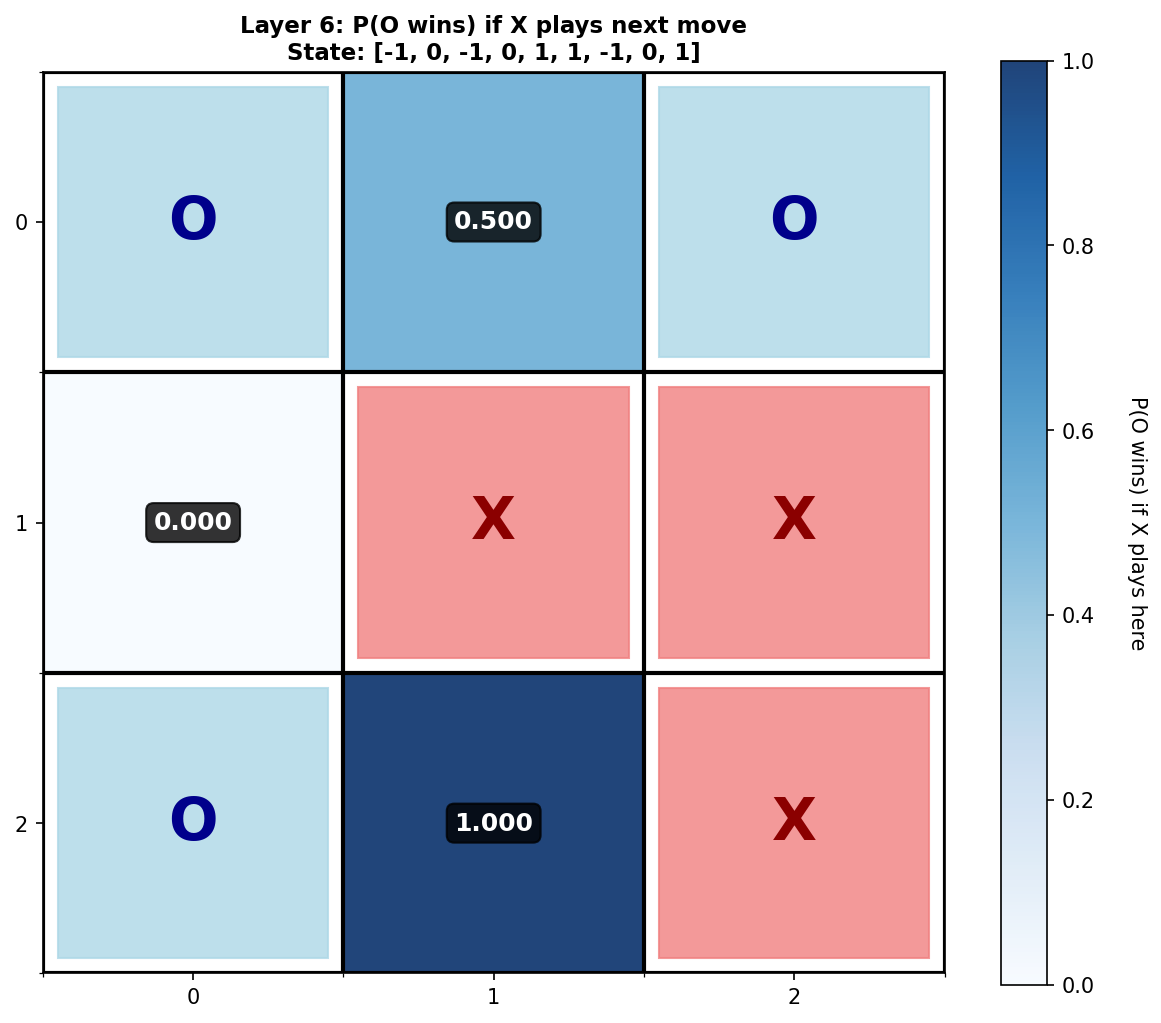 Layer 6: P(O wins) if X plays next move
State: [-1, 0, -1, 0, 1, 1, -1, 0, 1]
0
O
0.500
O
1
0.000
X
X
2
O
1.000
X
0
1
2
1.0
0.8
0.6
0.4
0.2
0.0
P(O wins) if X plays here